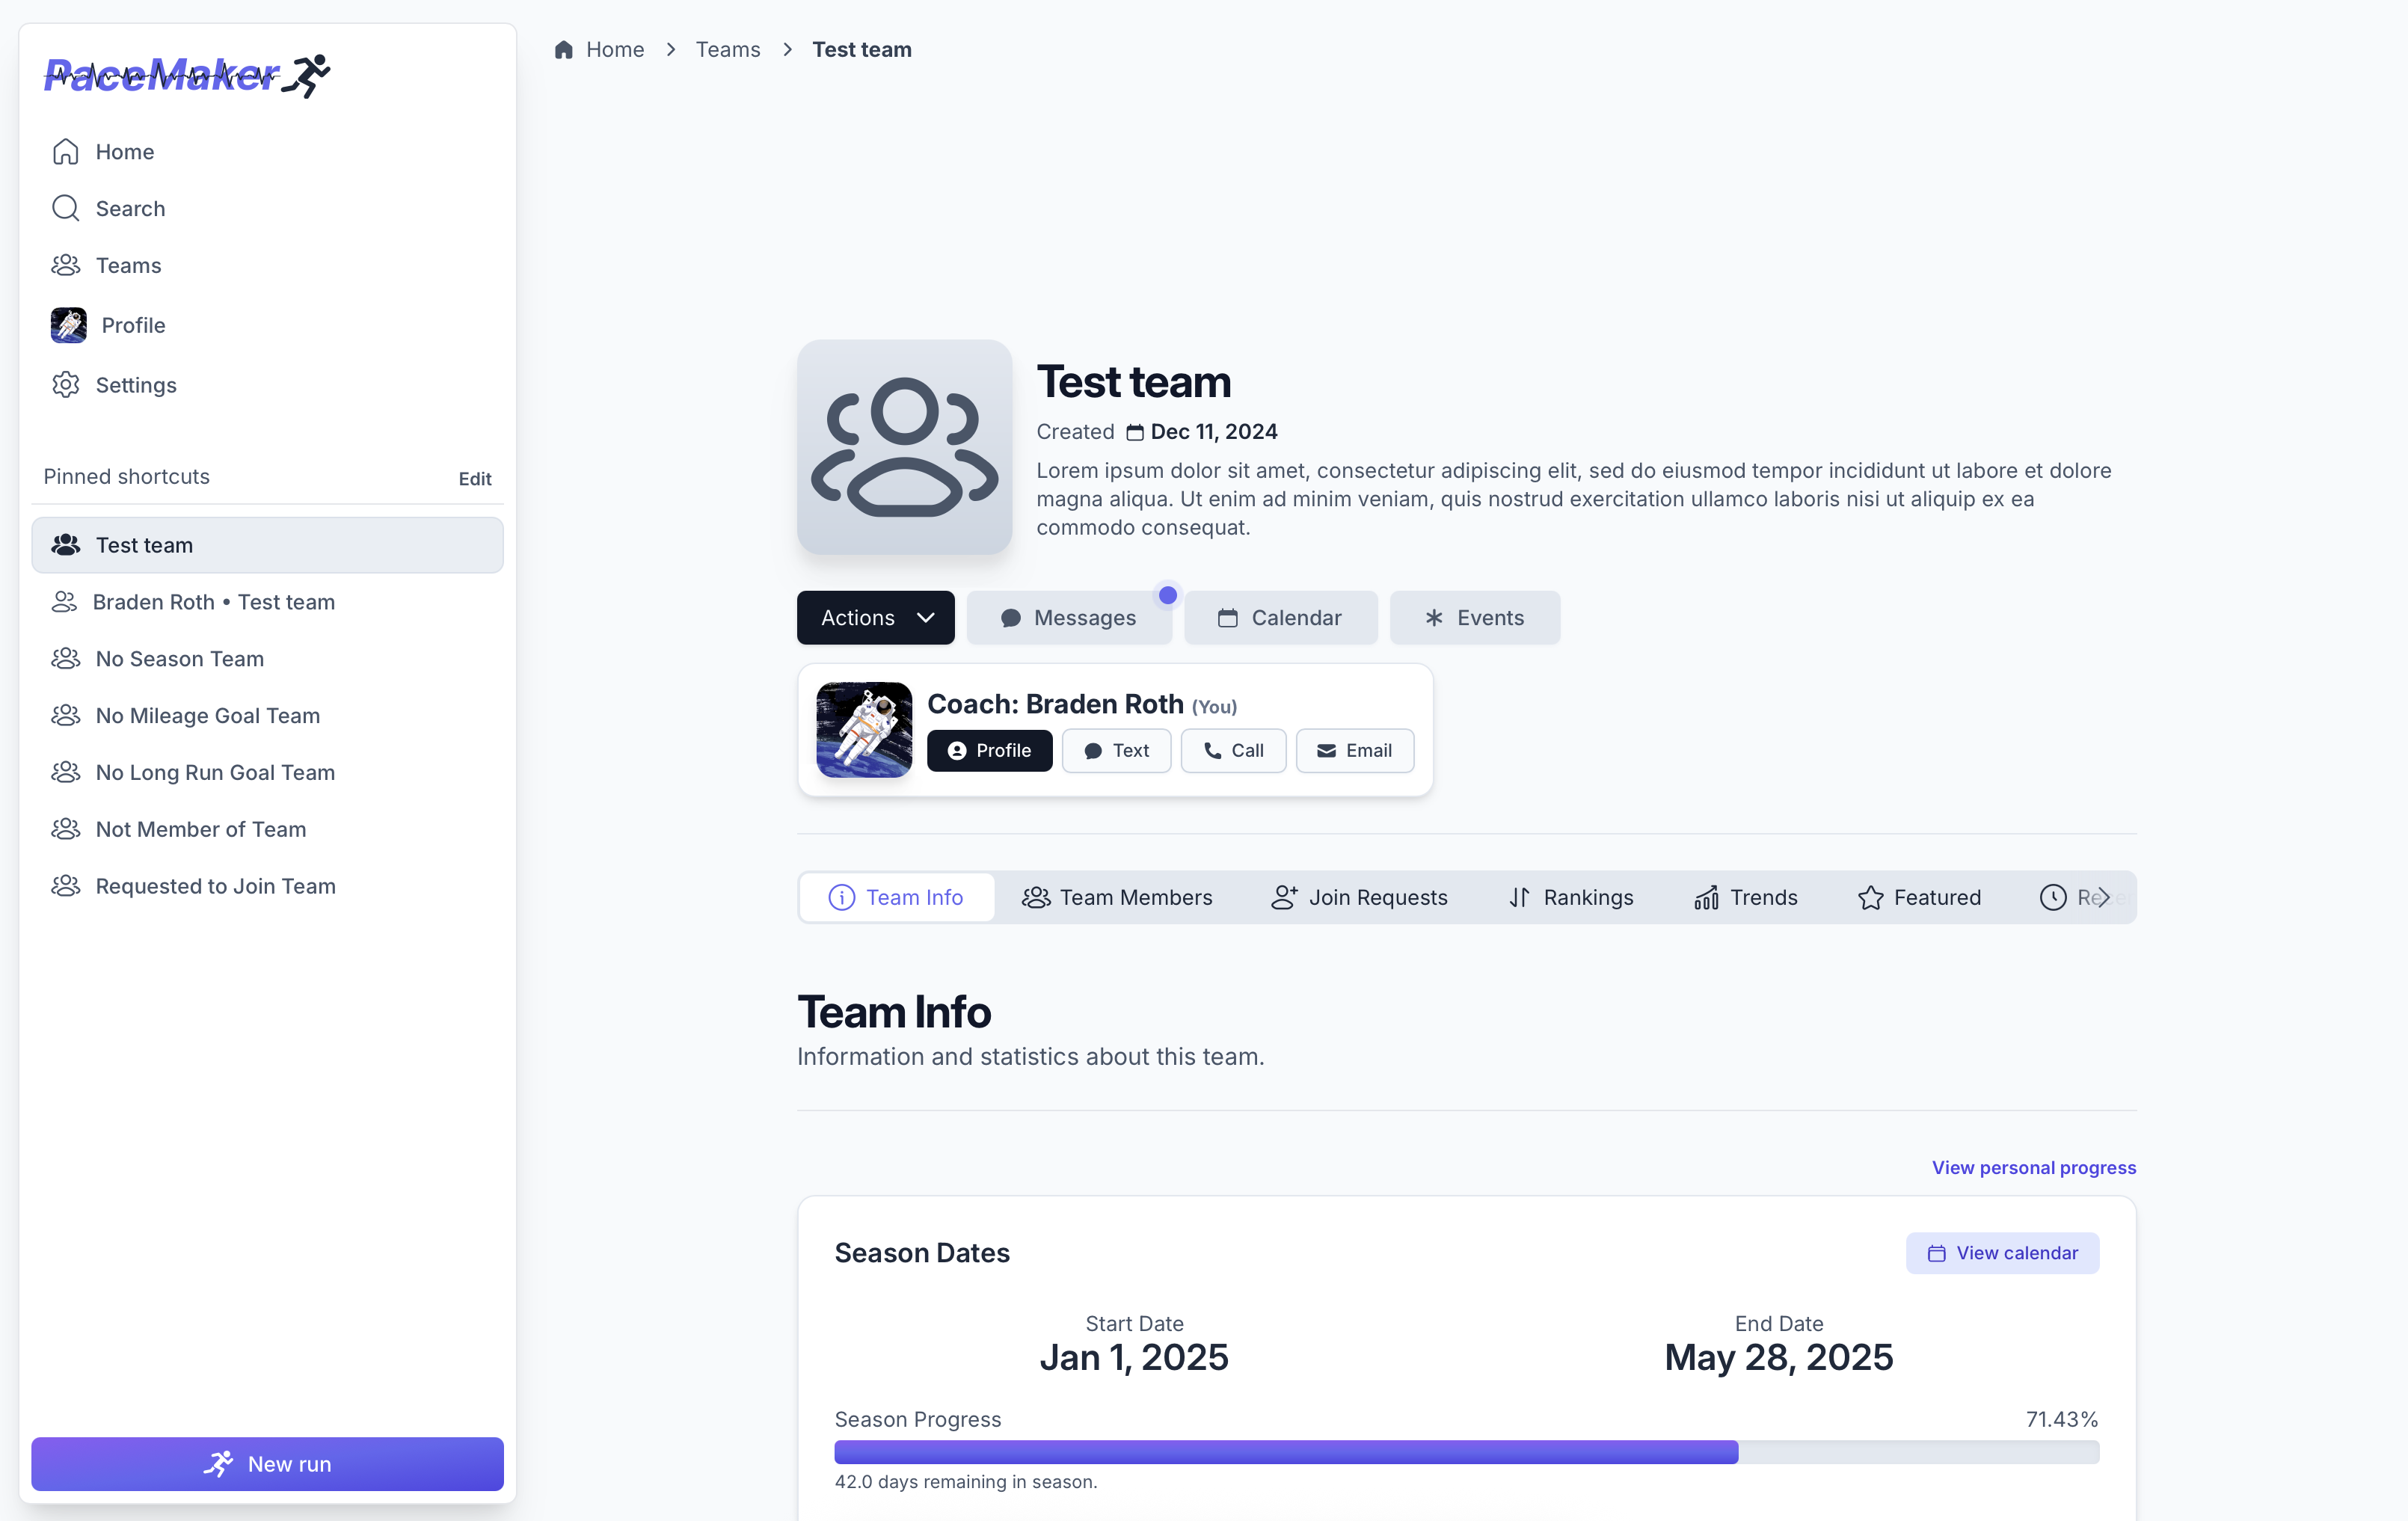 PaceMaker
Home
Search
Teams
Profile
Settings
Pinned shortcuts
Edit
Test team
Braden Roth • Test team
No Season Team
No Mileage Goal Team
No Long Run Goal Team
Not Member of Team
Requested to Join Team
New run
Home > Teams > Test team
Test team
Created Dec 11, 2024
Lorem ipsum dolor sit amet, consectetur adipiscing elit, sed do eiusmod tempor incididunt ut labore et dolore
magna aliqua. Ut enim ad minim veniam, quis nostrud exercitation ullamco laboris nisi ut aliquip ex ea
commodo consequat.
Actions Messages Calendar Events
Coach: Braden Roth (You)
Profile Text Call Email
Team Info Team Members Join Requests Rankings Trends Featured
Team Info
Information and statistics about this team.
View personal progress
Season Dates
View calendar
Start Date
Jan 1, 2025
End Date
May 28, 2025
Season Progress
71.43%
42.0 days remaining in season.